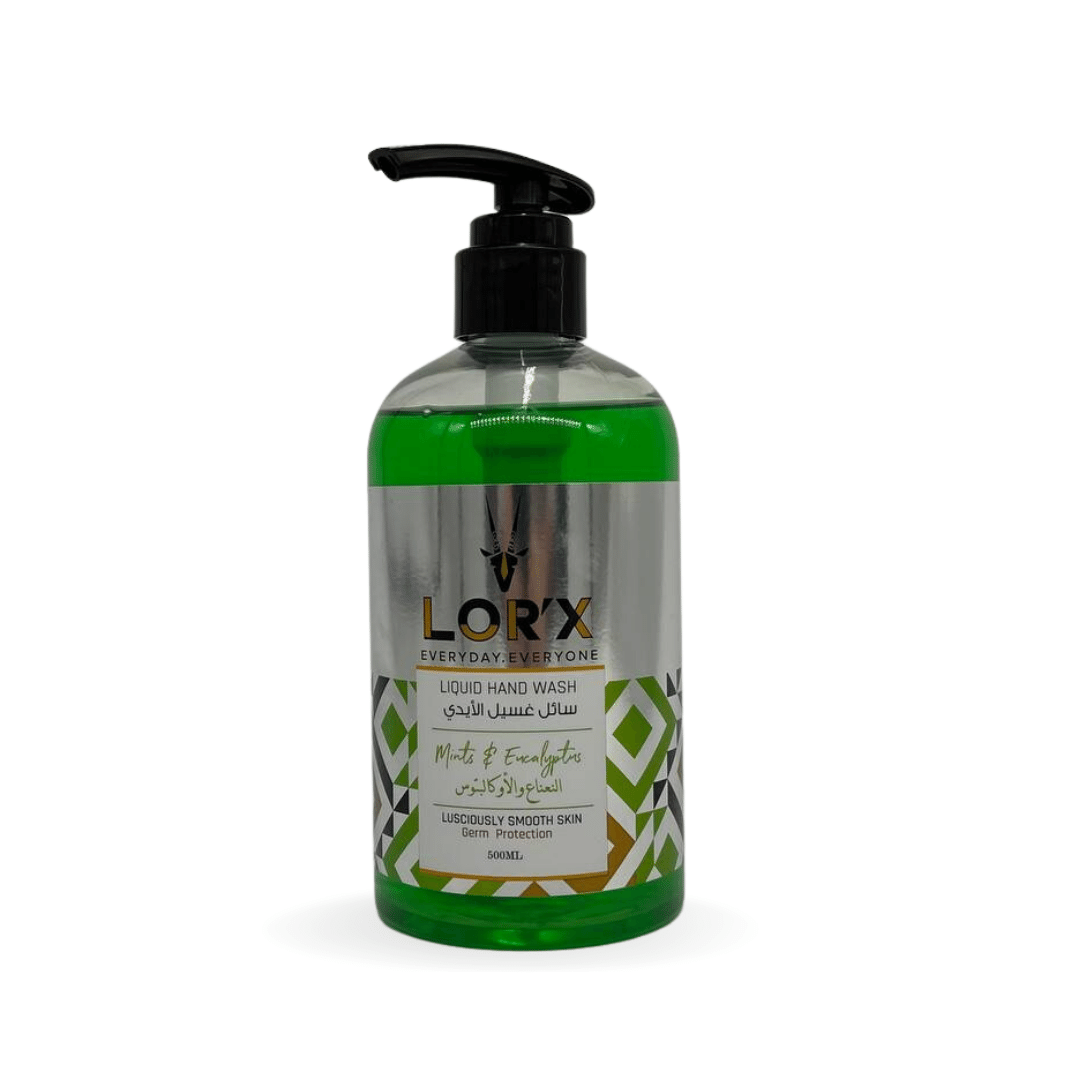 LOR'X
EVERYDAY.EVERYONE
LIQUID HAND WASH
سائل غسيل الأيدي
Mints & Eucalyptus
النعناع والأوكالبتوس
LUSCIOUSLY SMOOTH SKIN
Germ Protection
500ML